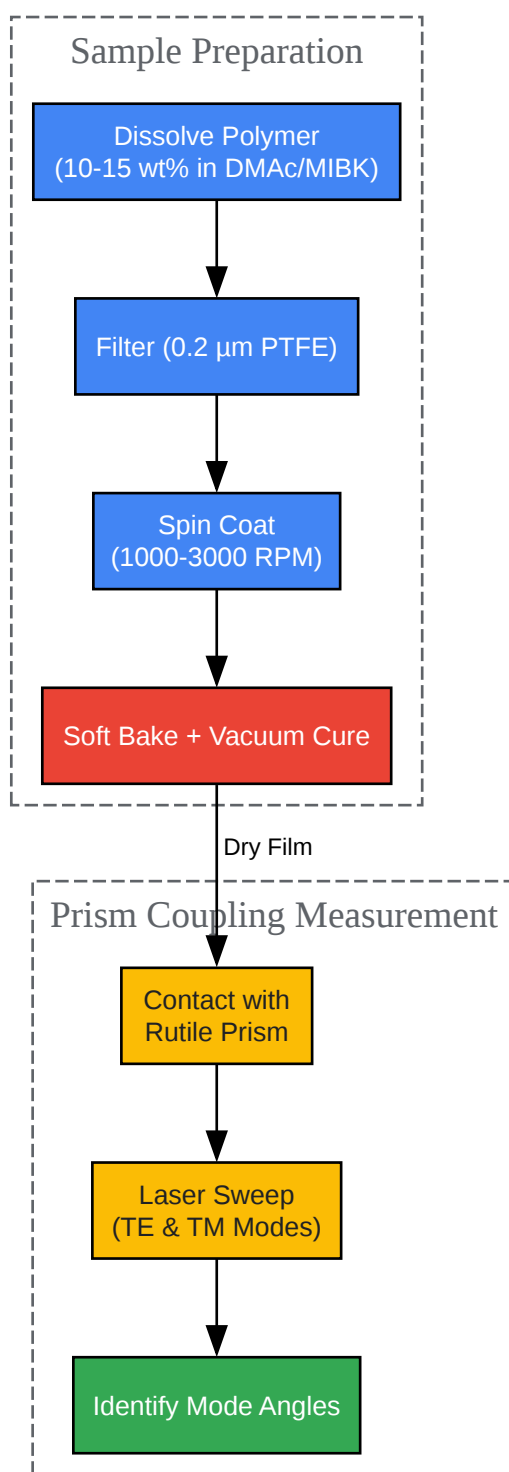 Sample Preparation
Dissolve Polymer
(10-15 wt% in DMAc/MIBK)
Filter (0.2 µm PTFE)
Spin Coat
(1000-3000 RPM)
Soft Bake + Vacuum Cure
Dry Film
Prism Coupling Measurement
Contact with
Rutile Prism
Laser Sweep
(TE & TM Modes)
Identify Mode Angles